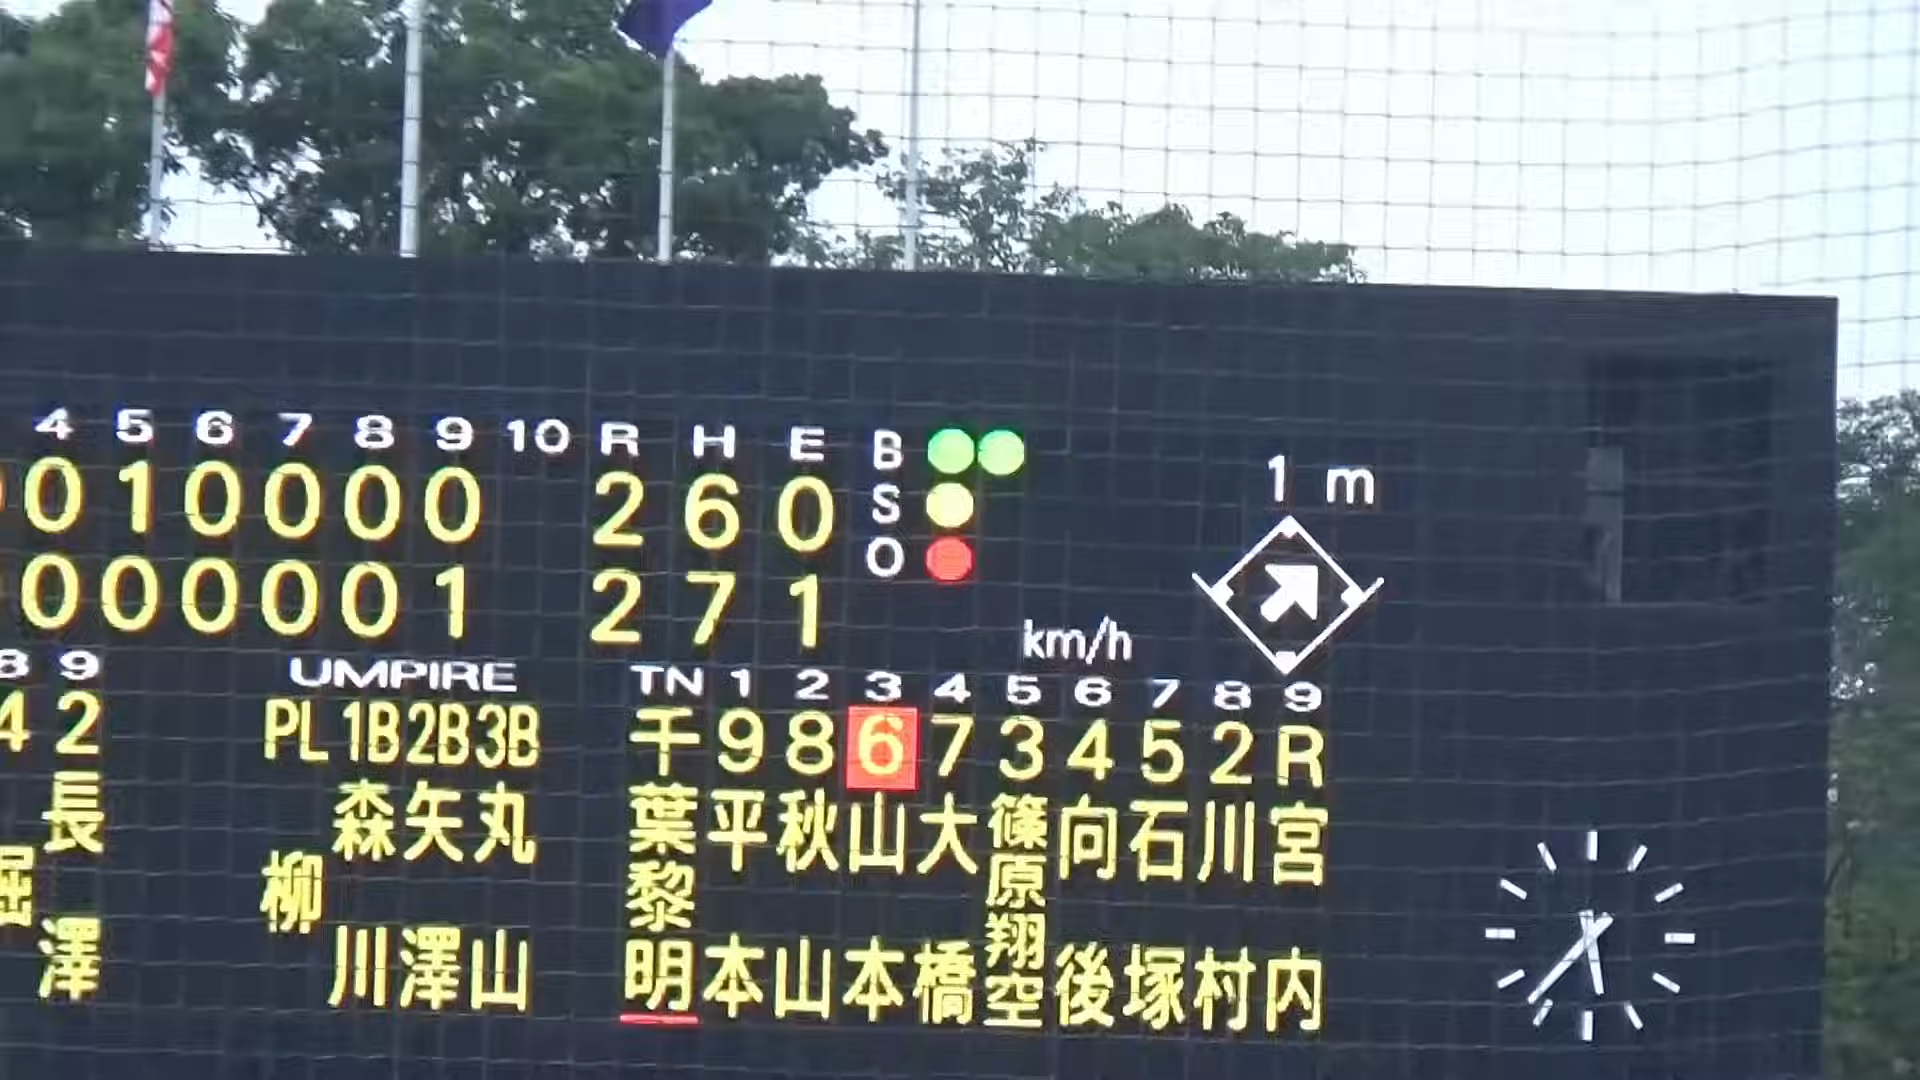 4 5 6 7 8 9 10 R H E B
0 1 0 0 0 0 2 6 0 S
O
0 0 0 0 0 1 2 7 1
1 m
km/h
8 9 UMPIRE TN 1 2 3 4 5 6 7 8 9
4 2 PL 1B 2B 3B 千葉黎明 9 8 6 7 3 4 5 2 R
堀
長澤
柳
森川
矢澤
丸山
平本
秋山
山本
大橋
篠原翔空
向後
石塚
川村
宮内